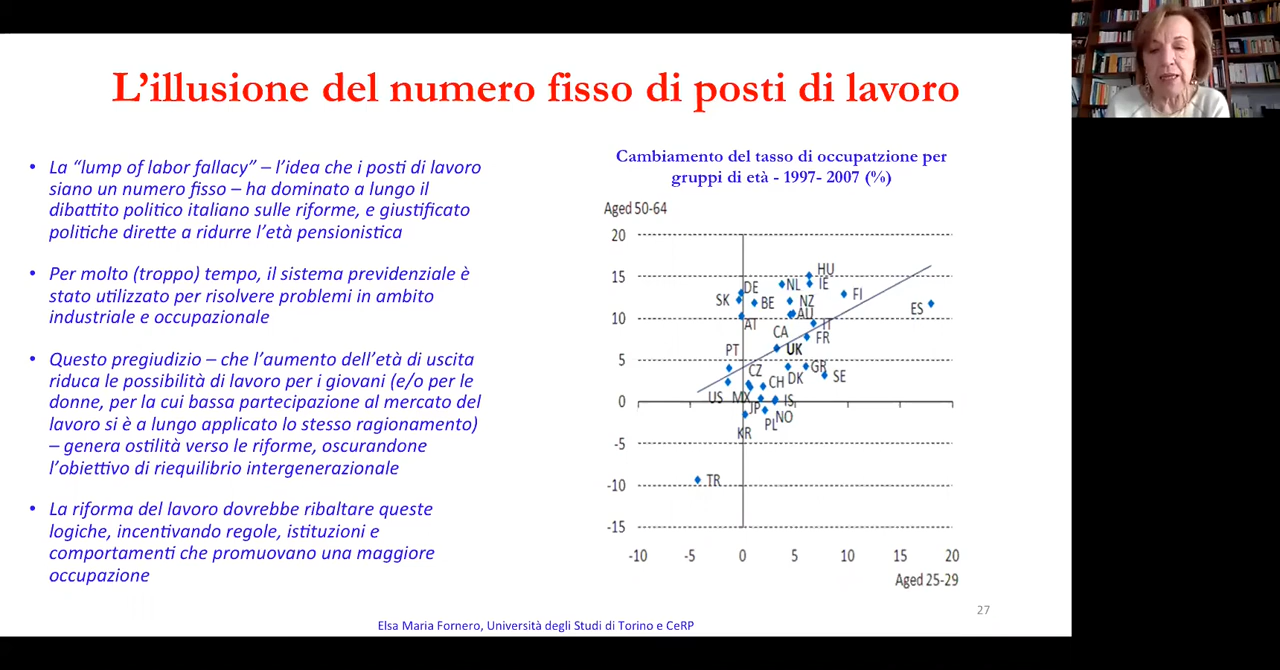 L’illusione del numero fisso di posti di lavoro
• La “lump of labor fallacy” – l’idea che i posti di lavoro
siano un numero fisso – ha dominato a lungo il
dibattito politico italiano sulle riforme, e giustificato
politiche dirette a ridurre l’età pensionistica
• Per molto (troppo) tempo, il sistema previdenziale è
stato utilizzato per risolvere problemi in ambito
industriale e occupazionale
• Questo pregiudizio – che l’aumento dell’età di uscita
riduca le possibilità di lavoro per i giovani (e/o per le
donne, per la cui bassa partecipazione al mercato del
lavoro si è a lungo applicato lo stesso ragionamento)
– genera ostilità verso le riforme, oscurandone
l’obiettivo di riequilibrio intergenerazionale
• La riforma del lavoro dovrebbe ribaltare queste
logiche, incentivando regole, istituzioni e
comportamenti che promuovano una maggiore
occupazione
Cambiamento del tasso di occupatzione per
gruppi di età - 1997- 2007 (%)
Aged 50-64
20
15
10
5
0
-5
-10
-15
HU
DE
NL
IE
SK
BE
NZ
FI
ES
AU
AT
IT
CA
FR
PT
UK
CZ
GR
CH
DK
SE
US
MX
JP
IS
PL
NO
KR
TR
-10 -5 0 5 10 15 20
Aged 25-29
27
Elsa Maria Fornero, Università degli Studi di Torino e CeRP